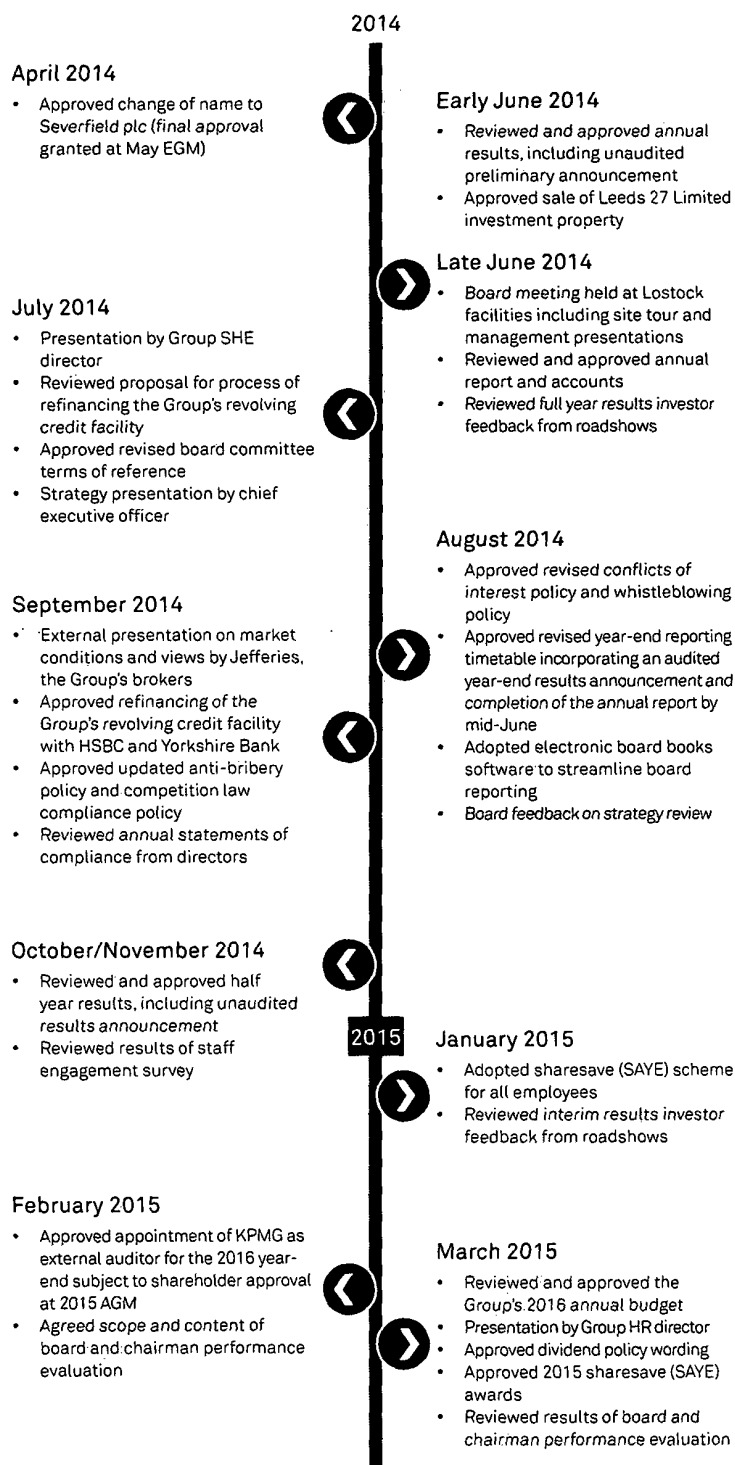 2014
April 2014
• Approved change of name to
Severfield plc (final approval
granted at May EGM)
Early June 2014
• Reviewed and approved annual
results, including unaudited
preliminary announcement
• Approved sale of Leeds 27 Limited
investment property
Late June 2014
• Board meeting held at Lostock
facilities including site tour and
management presentations
• Reviewed and approved annual
report and accounts
• Reviewed full year results investor
feedback from roadshows
July 2014
• Presentation by Group SHE
director
• Reviewed proposal for process of
refinancing the Group's revolving
credit facility
• Approved revised board committee
terms of reference
• Strategy presentation by chief
executive officer
August 2014
• Approved revised conflicts of
interest policy and whistleblowing
policy
• Approved revised year-end reporting
timetable incorporating an audited
year-end results announcement and
completion of the annual report by
mid-June
• Adopted electronic board books
software to streamline board
reporting
• Board feedback on strategy review
September 2014
• External presentation on market
conditions and views by Jefferies,
the Group's brokers
• Approved refinancing of the
Group's revolving credit facility
with HSBC and Yorkshire Bank
• Approved updated anti-bribery
policy and competition law
compliance policy
• Reviewed annual statements of
compliance from directors
October/November 2014
• Reviewed and approved half
year results, including unaudited
results announcement
• Reviewed results of staff
engagement survey
2015
January 2015
• Adopted sharesave (SAYE) scheme
for all employees
• Reviewed interim results investor
feedback from roadshows
February 2015
• Approved appointment of KPMG as
external auditor for the 2016 year-
end subject to shareholder approval
at 2015 AGM
• Agreed scope and content of
board and chairman performance
evaluation
March 2015
• Reviewed and approved the
Group's 2016 annual budget
• Presentation by Group HR director
• Approved dividend policy wording
• Approved 2015 sharesave (SAYE)
awards
• Reviewed results of board and
chairman performance evaluation